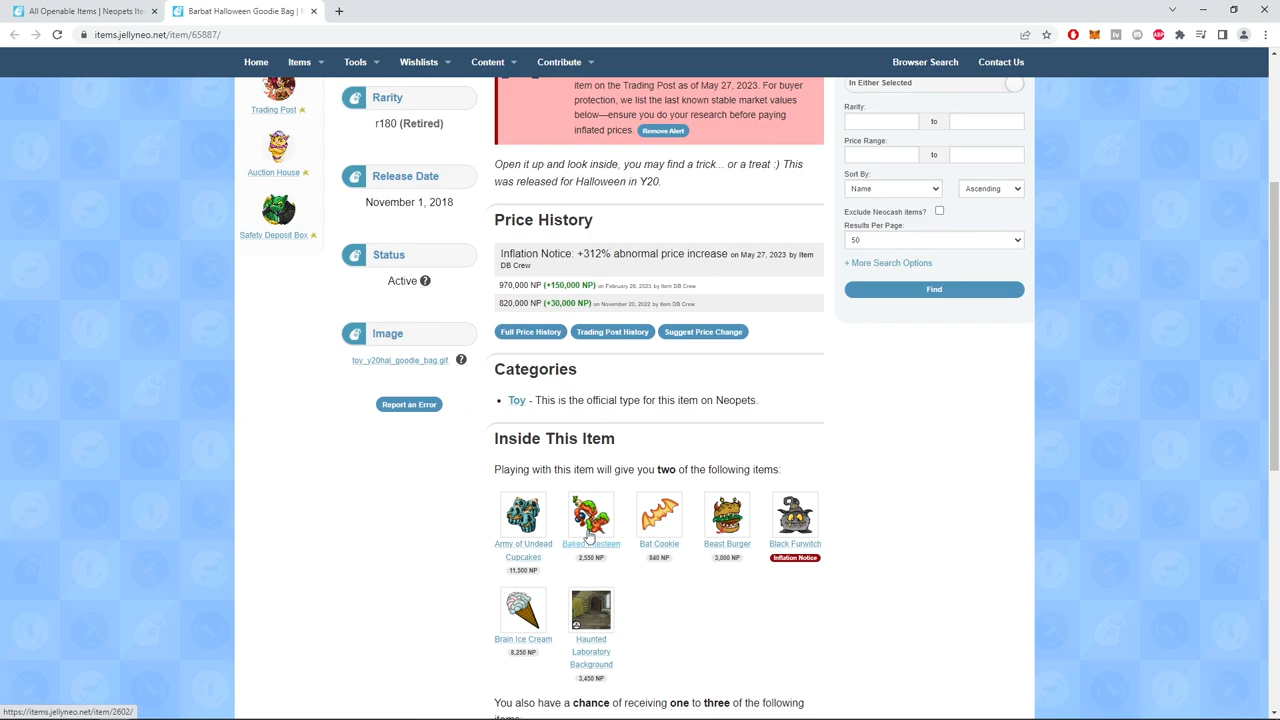 All Openable Items | Neopets Ite
Barbat Halloween Goodie Bag | N
items.jellyneo.net/item/65887/
Home Items Tools Wishlists Content Contribute Browser Search Contact Us
Trading Post
Auction House
Safety Deposit Box
Rarity
r180 (Retired)
Release Date
November 1, 2018
Status
Active
Image
toy_y20hal_goodie_bag.gif
Report an Error
item on the Trading Post as of May 27, 2023. For buyer
protection, we list the last known stable market values
below—ensure you do your research before paying
inflated prices. Remove Alert
Open it up and look inside, you may find a trick... or a treat :) This
was released for Halloween in Y20.
Price History
Inflation Notice: +312% abnormal price increase on May 27, 2023 by Item
DB Crew
970,000 NP (+150,000 NP) on February 26, 2023 by Item DB Crew
820,000 NP (+30,000 NP) on November 20, 2022 by Item DB Crew
Full Price History Trading Post History Suggest Price Change
Categories
• Toy - This is the official type for this item on Neopets.
Inside This Item
Playing with this item will give you two of the following items:
Army of Undead
Cupcakes
11,500 NP
Baked
2,550 NP
Bat Cookie
840 NP
Beast Burger
3,000 NP
Black Furwitch
Inflation Notice
Brain Ice Cream
8,250 NP
Haunted
Laboratory
Background
3,450 NP
You also have a chance of receiving one to three of the following
In Either Selected
Rarity:
to
Price Range:
to
Sort By:
Name Ascending
Exclude Neocash items?
Results Per Page:
50
+ More Search Options
Find
https://items.jellyneo.net/item/2602/